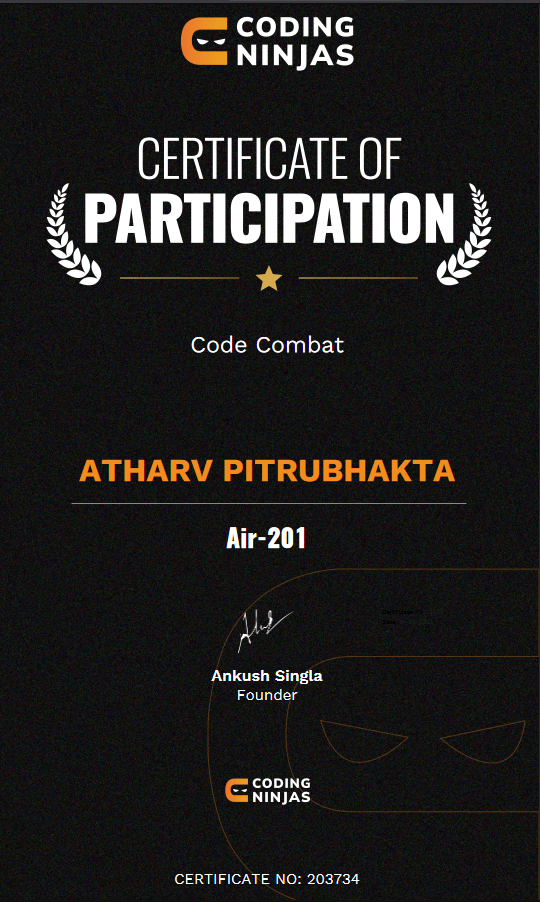 CODING
NINJAS
CERTIFICATE OF
PARTICIPATION
Code Combat
ATHARV PITRUBHAKTA
Air-201
Ankush Singla
Founder
CODING
NINJAS
CERTIFICATE NO: 203734